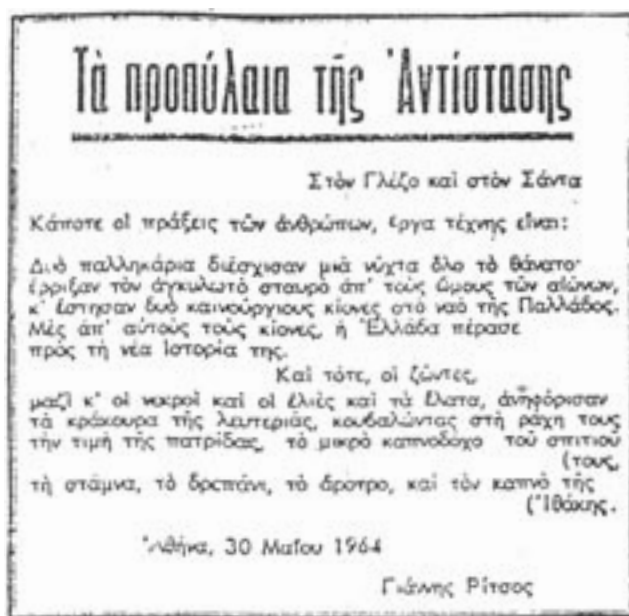 Τὰ προπύλαια τῆς Ἀντίστασης
Στὸν Γλέζο καὶ στὸν Σάντα
Κάποτε οἱ πράξεις τῶν ἀνθρώπων, ἔργα τέχνης εἶναι:
Δυὸ παλληκάρια διέσχισαν μιὰ νύχτα ὅλο τὸ θάνατο·
ἔρριξαν τὸν ἀγκυλωτὸ σταυρὸ ἀπ' τοὺς ὤμους τῶν αἰώνων,
κ' ἔστησαν δυὸ καινούργιους κίονες στὸ ναὸ τῆς Παλλάδος.
Μὲς ἀπ' αὐτοὺς τοὺς κίονες, ἡ Ἑλλάδα πέρασε
πρὸς τὴ νέα Ἱστορία της.
Καὶ τότε, οἱ ζῶντες,
μαζὶ κ' οἱ νεκροὶ καὶ οἱ ἐλιὲς καὶ τὰ ἔλατα, ἀνηφόρισαν
τὰ κράκουρα τῆς λευτεριᾶς, κουβαλώντας στὴ ράχη τους
τὴν τιμὴ τῆς πατρίδας, τὸ μικρὸ καπνοδόχο τοῦ σπιτιοῦ
(τους,
τὴ στάμνα, τὸ δρεπάνι, τὸ ἄροτρο, καὶ τὸν καπνὸ τῆς
(Ἰθάκης.
Ἀθήνα, 30 Μαΐου 1964
Γιάννης Ρίτσος